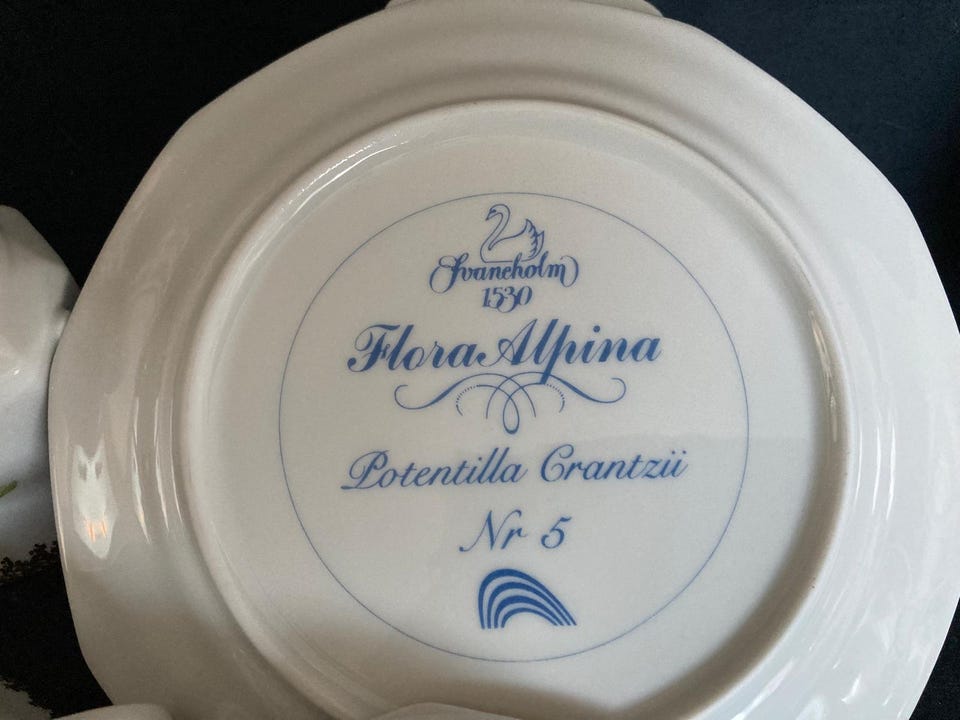 Svaneholm
1530
Flora Alpina
Potentilla Crantzii
Nr 5